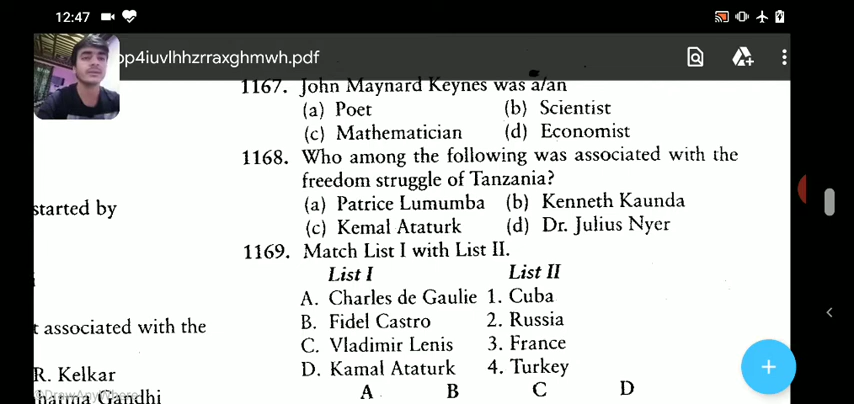 12:47
op4iuvlhhzrraxghmwh.pdf
1167. John Maynard Keynes was a/an
(a) Poet (b) Scientist
(c) Mathematician (d) Economist
1168. Who among the following was associated with the
freedom struggle of Tanzania?
(a) Patrice Lumumba (b) Kenneth Kaunda
(c) Kemal Ataturk (d) Dr. Julius Nyer
1169. Match List I with List II.
List I List II
A. Charles de Gaulie 1. Cuba
B. Fidel Castro 2. Russia
C. Vladimir Lenis 3. France
D. Kamal Ataturk 4. Turkey
A B C D
started by
t associated with the
R. Kelkar
hatma Gandhi